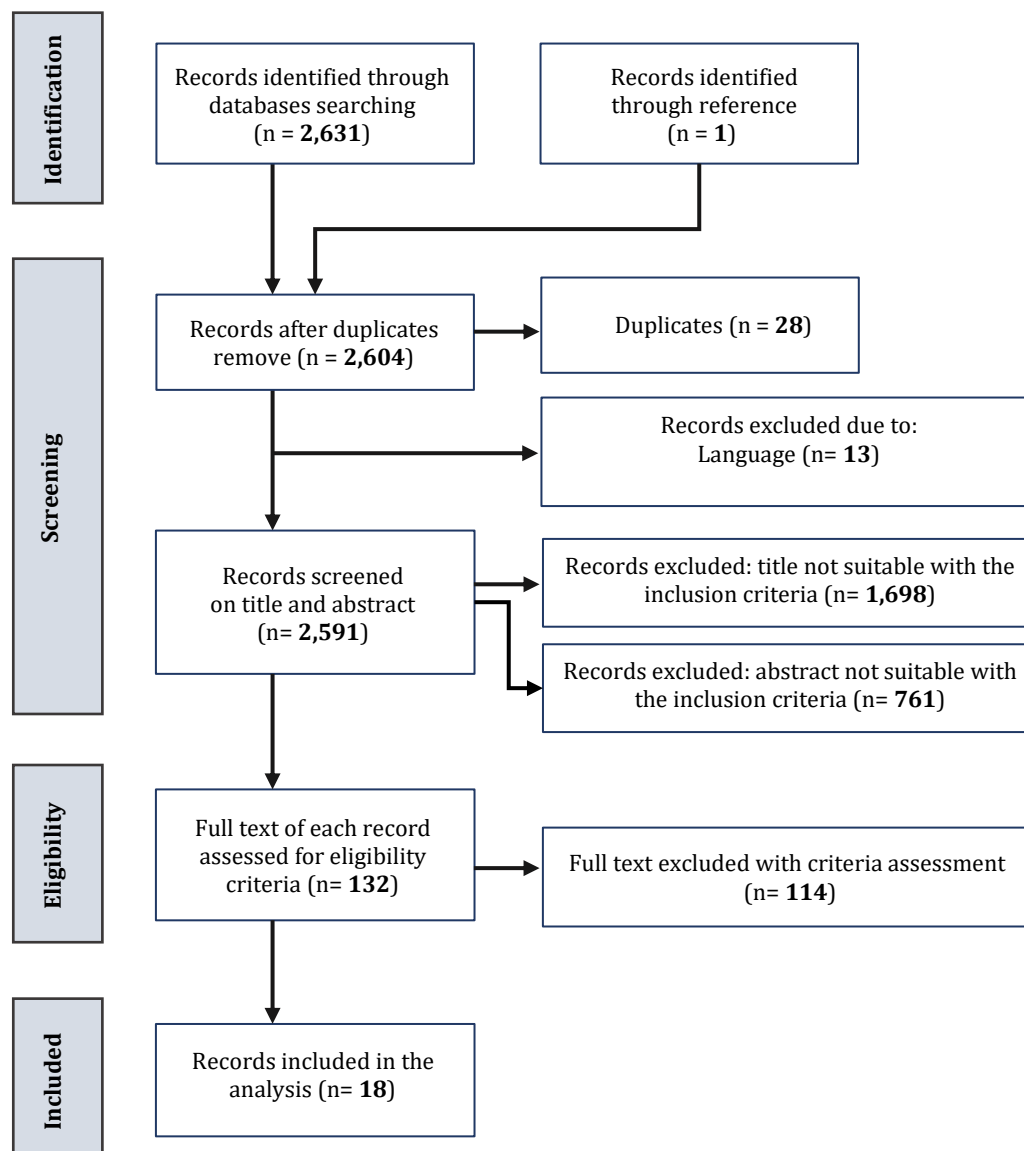 Identification
Records identified through
databases searching
(n = 2,631)
Records identified
through reference
(n = 1)
Screening
Records after duplicates
remove (n = 2,604)
Duplicates (n = 28)
Records excluded due to:
Language (n= 13)
Records screened
on title and abstract
(n= 2,591)
Records excluded: title not suitable with the
inclusion criteria (n= 1,698)
Records excluded: abstract not suitable with
the inclusion criteria (n= 761)
Eligibility
Full text of each record
assessed for eligibility
criteria (n= 132)
Full text excluded with criteria assessment
(n= 114)
Included
Records included in the
analysis (n= 18)